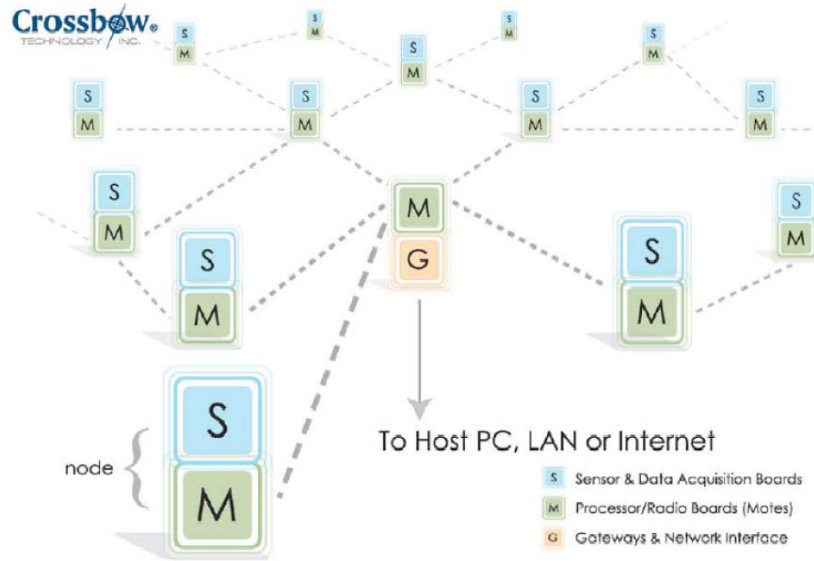 Crossbow®
TECHNOLOGY INC.
S
M
S
M
S
M
S
M
S
M
S
M
S
M
S
M
S
M
S
M
M
G
S
M
S
M
S
M
S
M
node
To Host PC, LAN or Internet
S Sensor & Data Acquisition Boards
M Processor/Radio Boards (Motes)
G Gateways & Network Interface